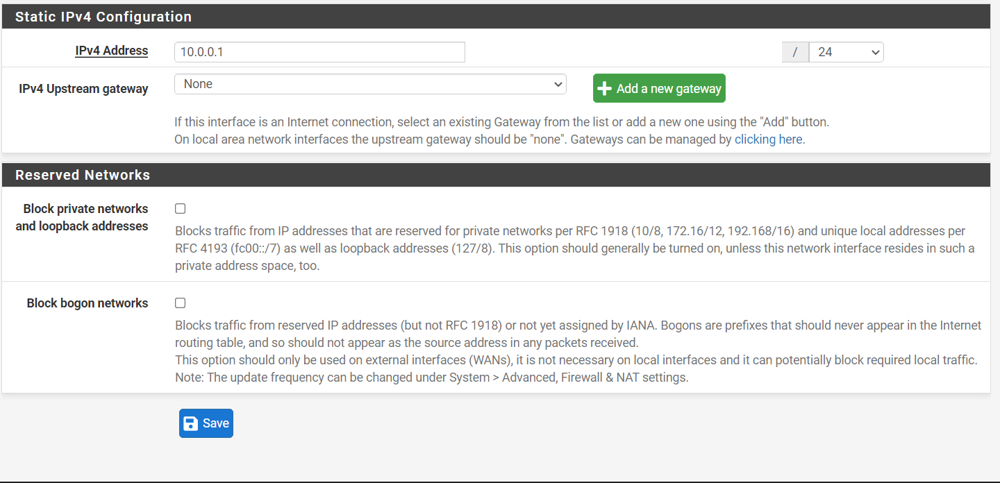 Static IPv4 Configuration
IPv4 Address
10.0.0.1
/
24
IPv4 Upstream gateway
None
Add a new gateway
If this interface is an Internet connection, select an existing Gateway from the list or add a new one using the "Add" button.
On local area network interfaces the upstream gateway should be "none". Gateways can be managed by clicking here.
Reserved Networks
Block private networks
and loopback addresses
Blocks traffic from IP addresses that are reserved for private networks per RFC 1918 (10/8, 172.16/12, 192.168/16) and unique local addresses per
RFC 4193 (fc00::/7) as well as loopback addresses (127/8). This option should generally be turned on, unless this network interface resides in such a
private address space, too.
Block bogon networks
Blocks traffic from reserved IP addresses (but not RFC 1918) or not yet assigned by IANA. Bogons are prefixes that should never appear in the Internet
routing table, and so should not appear as the source address in any packets received.
This option should only be used on external interfaces (WANs), it is not necessary on local interfaces and it can potentially block required local traffic.
Note: The update frequency can be changed under System > Advanced, Firewall & NAT settings.
Save